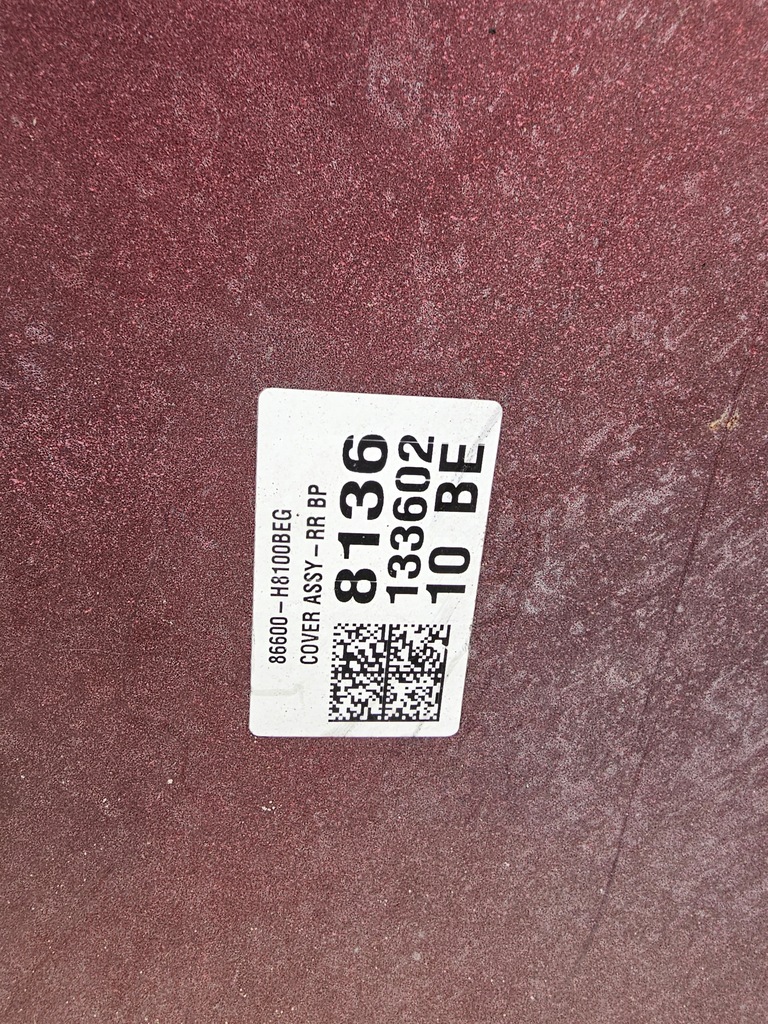 86600-H8100BEG
COVER ASSY-RR BP
8136
133602
10 BE